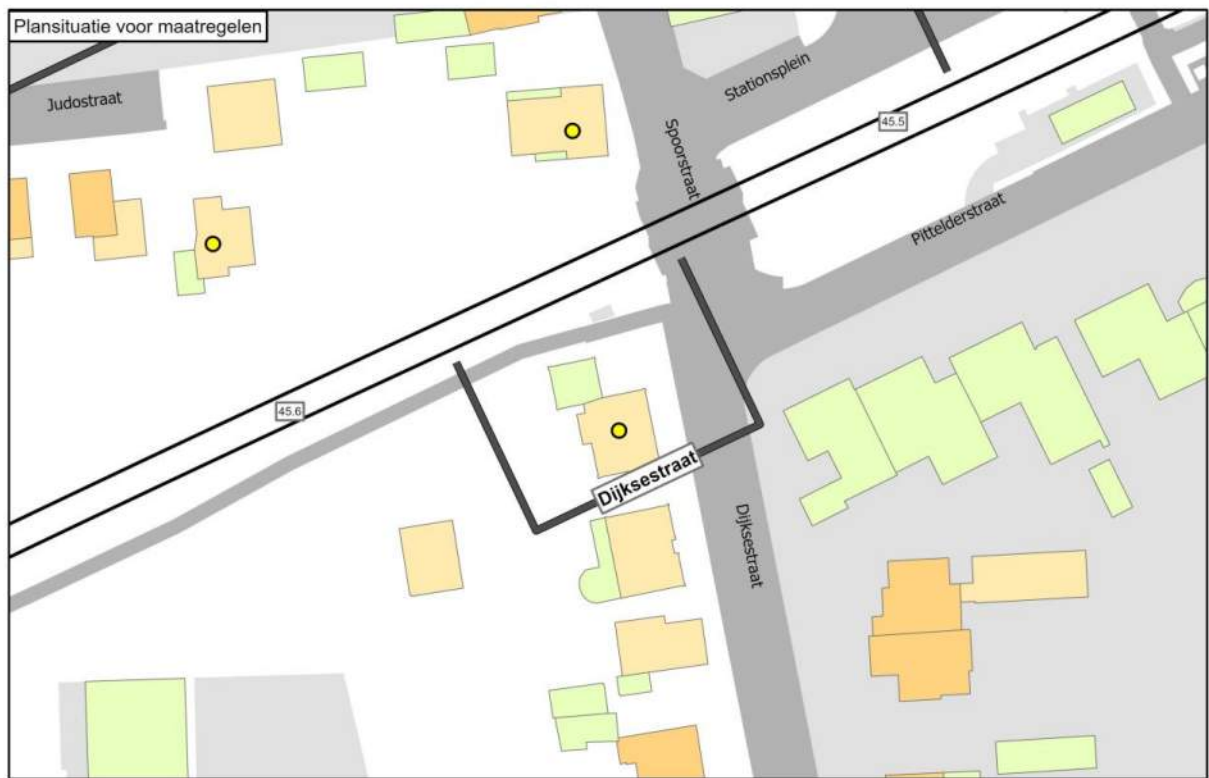 Plansituatie voor maatregelen
Judostraat
Stationsplein
Spoorstraat
45.5
Pittelderstraat
45.6
Dijksestraat
Dijksestraat